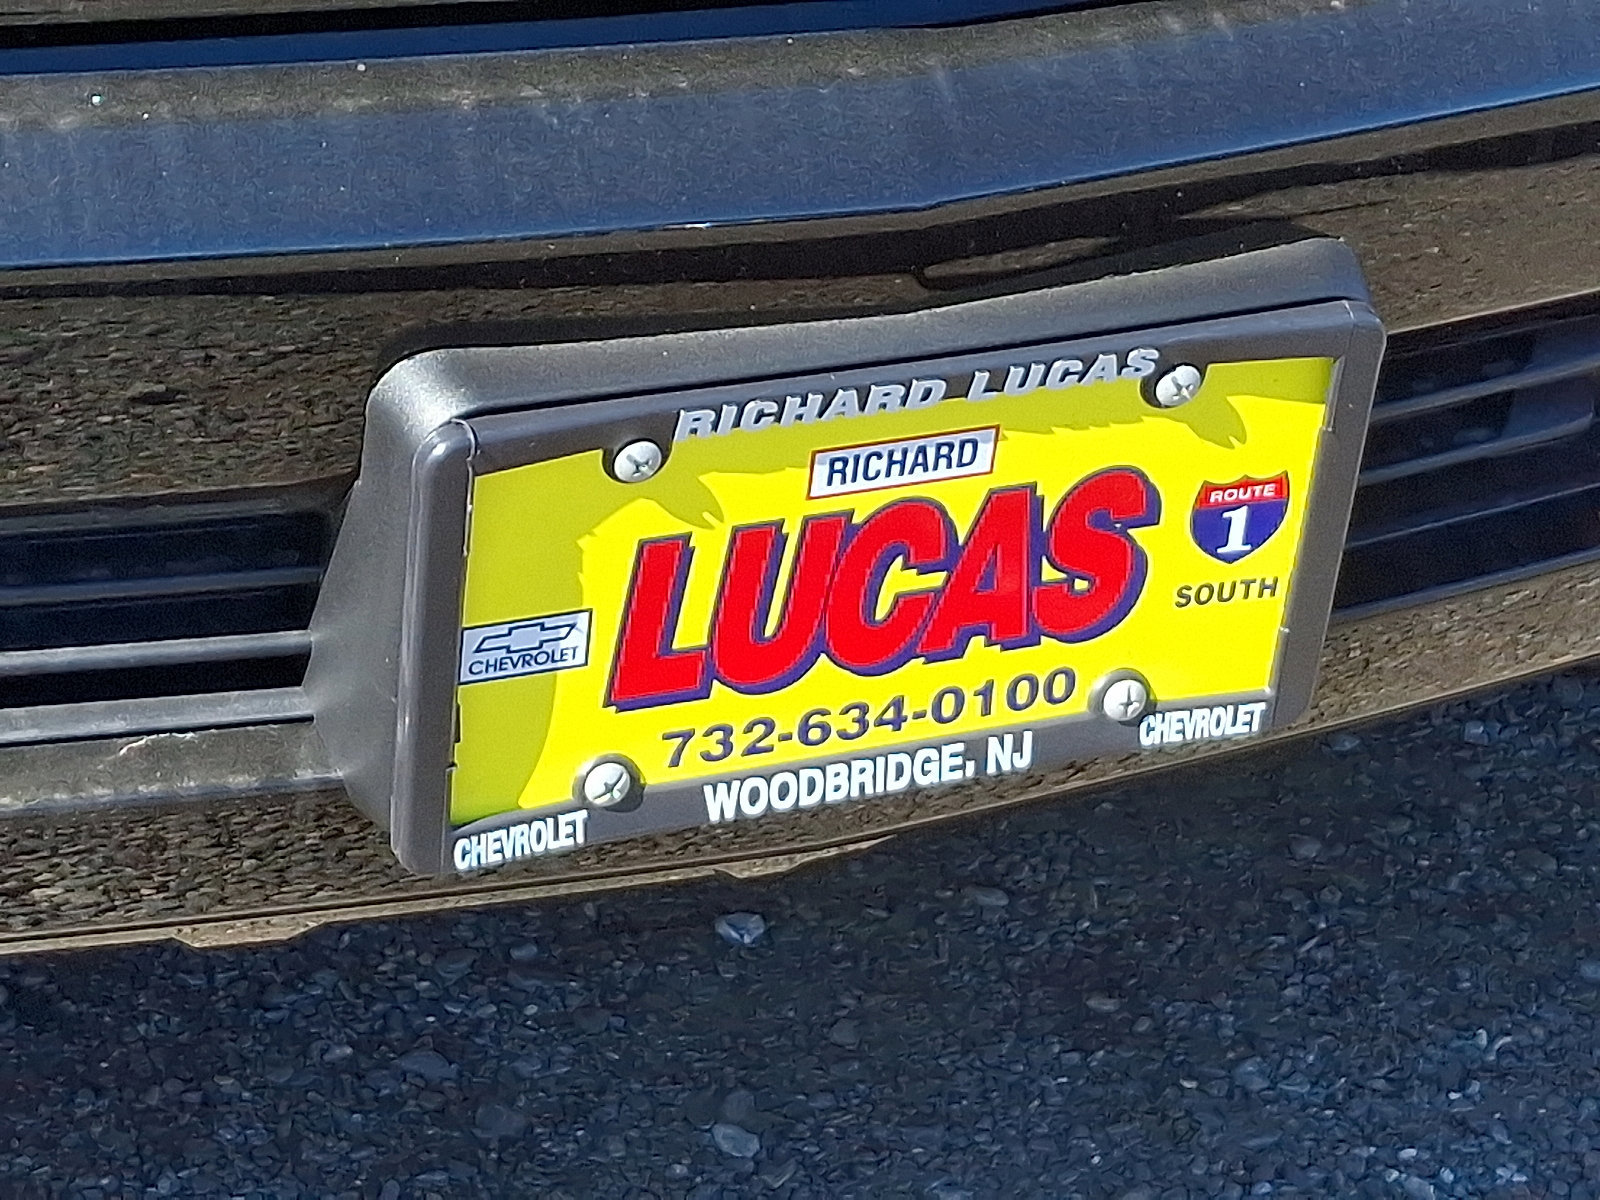 RICHARD LUCAS
RICHARD
LUCAS
ROUTE
1
SOUTH
CHEVROLET
732-634-0100
WOODBRIDGE, NJ
CHEVROLET
CHEVROLET